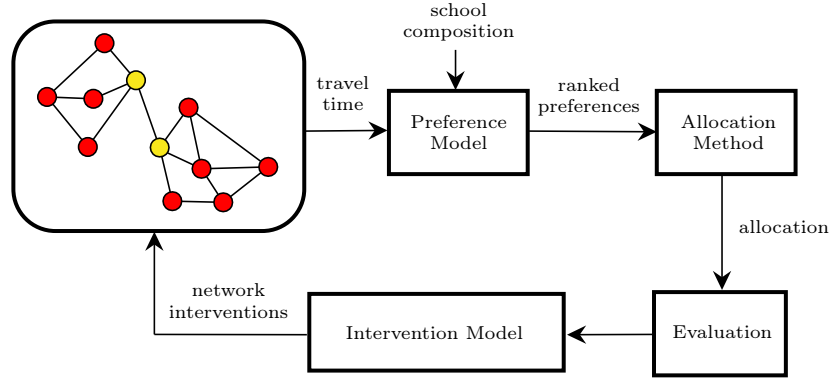 school
composition
travel
time
ranked
preferences
Preference
Model
Allocation
Method
allocation
network
interventions
Intervention Model
Evaluation